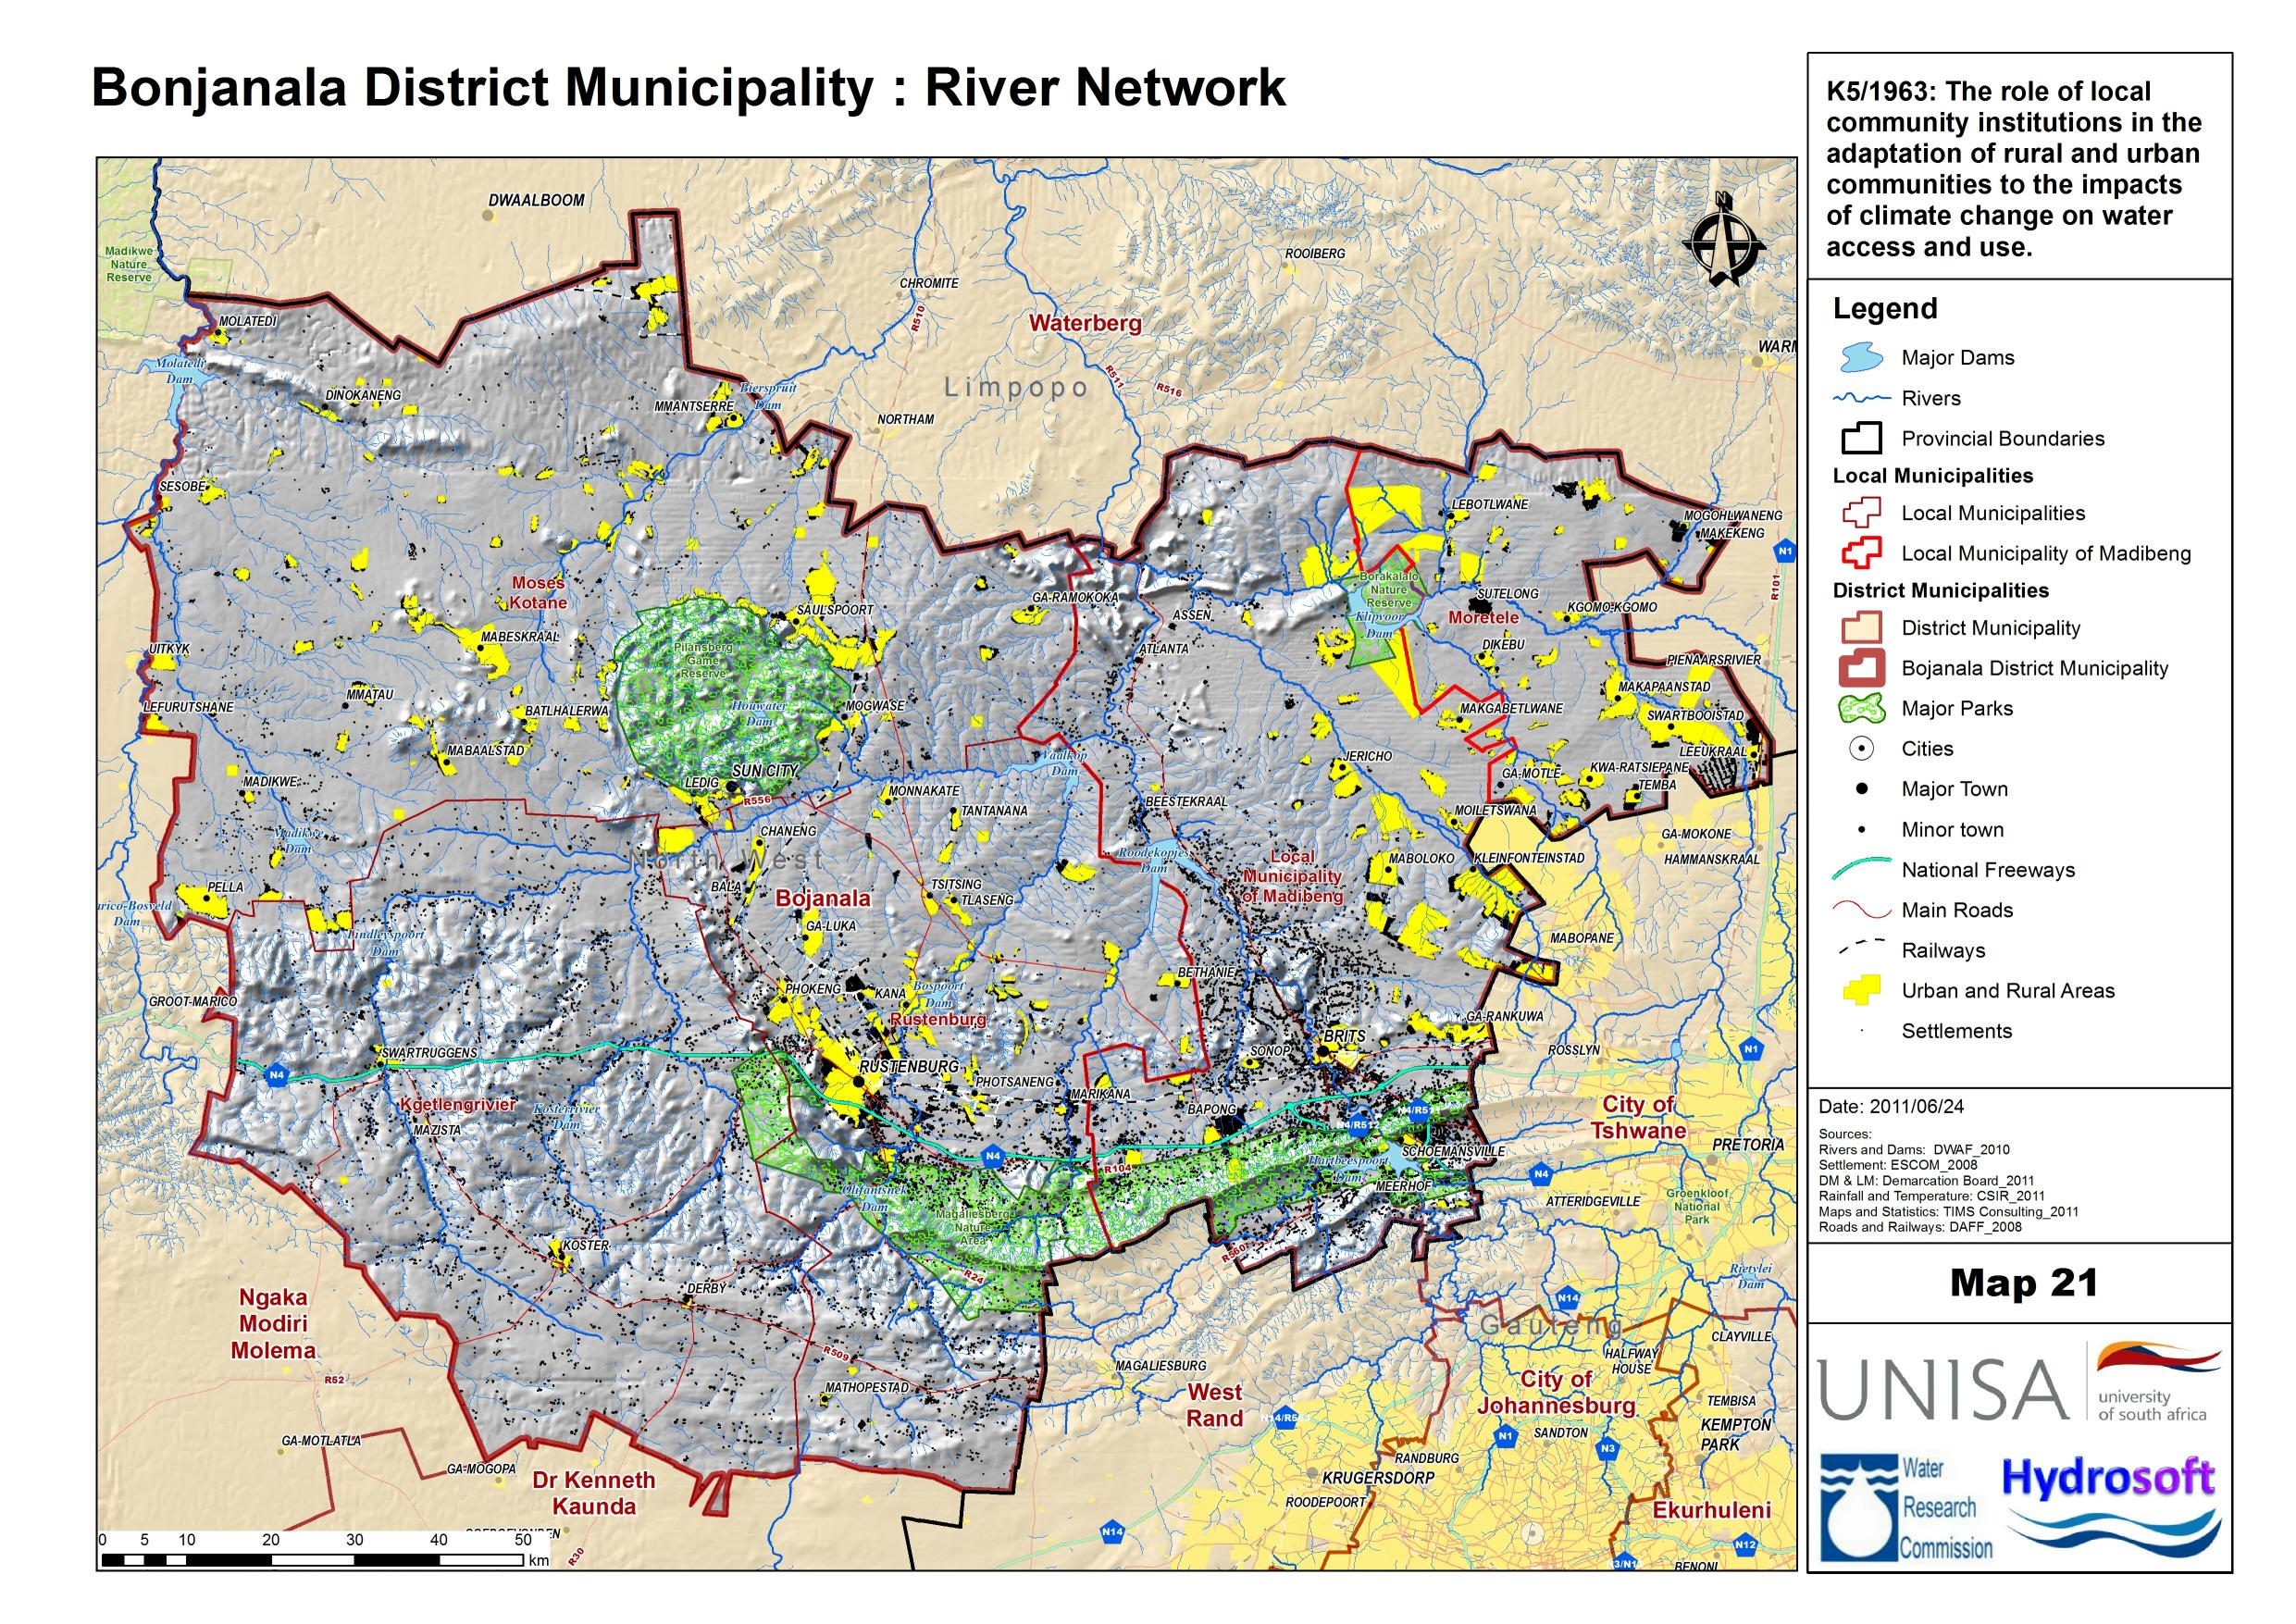 Bonjanala District Municipality : River Network
K5/1963: The role of local
community institutions in the
adaptation of rural and urban
communities to the impacts
of climate change on water
access and use.
Legend
Major Dams
Rivers
Provincial Boundaries
Local Municipalities
Local Municipalities
Local Municipality of Madibeng
District Municipalities
District Municipality
Bojanala District Municipality
Major Parks
Cities
Major Town
Minor town
National Freeways
Main Roads
Railways
Urban and Rural Areas
Settlements
Date: 2011/06/24
Sources:
Rivers and Dams: DWAF_2010
Settlement: ESCOM_2008
DM & LM: Demarcation Board_2011
Rainfall and Temperature: CSIR_2011
Maps and Statistics: TIMS Consulting_2011
Roads and Railways: DAFF_2008
Map 21
UNISA
university
of south africa
Water
Research
Commission
Hydrosoft
N
DWAALBOOM
Madikwe
Nature
Reserve
ROOIBERG
CHROMITE
R510
Waterberg
MOLATEDI
Molatedi
Dam
R511
R516
Limpopo
DINOKANENG
MMANTSERRE
Bierspruit
Dam
NORTHAM
SESOBE
LEBOTLWANE
MOGOHLWANENG
MAKEKENG
N1
R101
Moses
Kotane
GA-RAMOKOKA
Borakalalo
Nature
Reserve
Klipvoor
Dam
SUTELONG
KGOMO-KGOMO
Moretele
SAULSPOORT
ASSEN
MABESKRAAL
UITKYK
Pilansberg
Game
Reserve
ATLANTA
DIKEBU
PIENAARSRIVIER
MMATAU
LEFURUTSHANE
BATLHALERWA
Houwater
Dam
MOGWASE
MAKAPAANSTAD
MAKGABETLWANE
SWARTBOOISTAD
MABAALSTAD
Vaalkop
Dam
JERICHO
LEEUKRAAL
MADIKWE
SUN CITY
LEDIG
GA-MOTLE
KWA-RATSIEPANE
TEMBA
R556
MONNAKATE
TANTANANA
BEESTEKRAAL
MOILETSWANA
Madikwe
Dam
CHANENG
GA-MOKONE
North West
Roodekopjes
Dam
Local
Municipality
of Madibeng
MABOLOKO
KLEINFONTEINSTAD
HAMMANSKRAAL
PELLA
BALA
Bojanala
TSITSING
TLASENG
Dam
Lindleyspoort
Dam
GA-LUKA
MABOPANE
GROOT-MARICO
PHOKENG
KANA
Bospoort
Dam
BETHANIE
Rustenburg
GA-RANKUWA
BRITS
SONOP
ROSSLYN
N1
SWARTRUGGENS
N4
RUSTENBURG
PHOTSANENG
MARIKANA
BAPONG
Kgetlengrivier
MAZISTA
Kosterrivier
Dam
N4/R512
City of
Tshwane
PRETORIA
N4
R104
SCHOEMANSVILLE
Hartbeespoort
Dam
MEERHOF
N4
ATTERIDGEVILLE
Groenkloof
National
Park
Olifantsnek
Dam
Magaliesberg
Nature
Area
KOSTER
R560
R24
DERBY
Rietvlei
Dam
N14
Ngaka
Modiri
Molema
Gauteng
CLAYVILLE
HALFWAY
HOUSE
R509
MAGALIESBURG
R52
MATHOPESTAD
West
Rand
City of
Johannesburg
TEMBISA
KEMPTON
PARK
N1
SANDTON
N3
GA-MOTLATLA
GA-MOGOPA
RANDBURG
KRUGERSDORP
Dr Kenneth
Kaunda
ROODEPOORT
Ekurhuleni
N14
N12
BENONI
R30
0 5 10 20 30 40 50
km